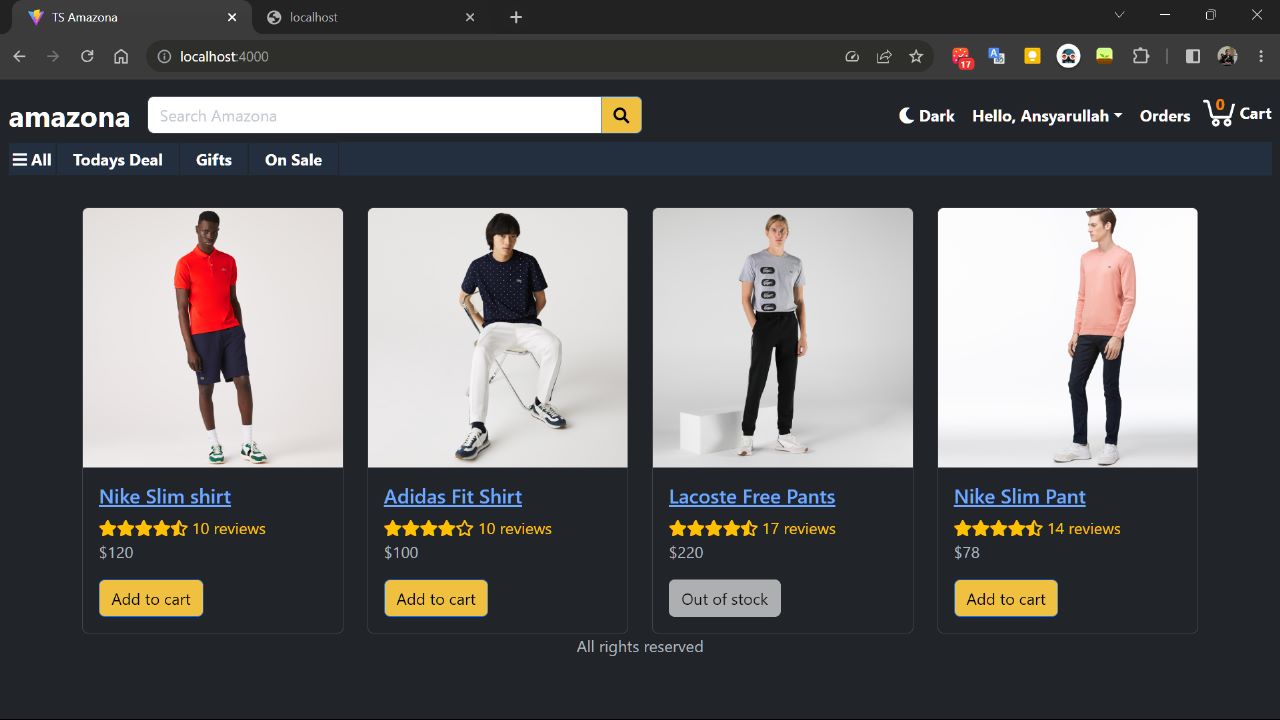 TS Amazona
localhost
localhost:4000
17
amazona
Search Amazona
Dark
Hello, Ansyarullah
Orders
0
Cart
All
Todays Deal
Gifts
On Sale
Nike Slim shirt
10 reviews
$120
Add to cart
Adidas Fit Shirt
10 reviews
$100
Add to cart
Lacoste Free Pants
17 reviews
$220
Out of stock
Nike Slim Pant
14 reviews
$78
Add to cart
All rights reserved